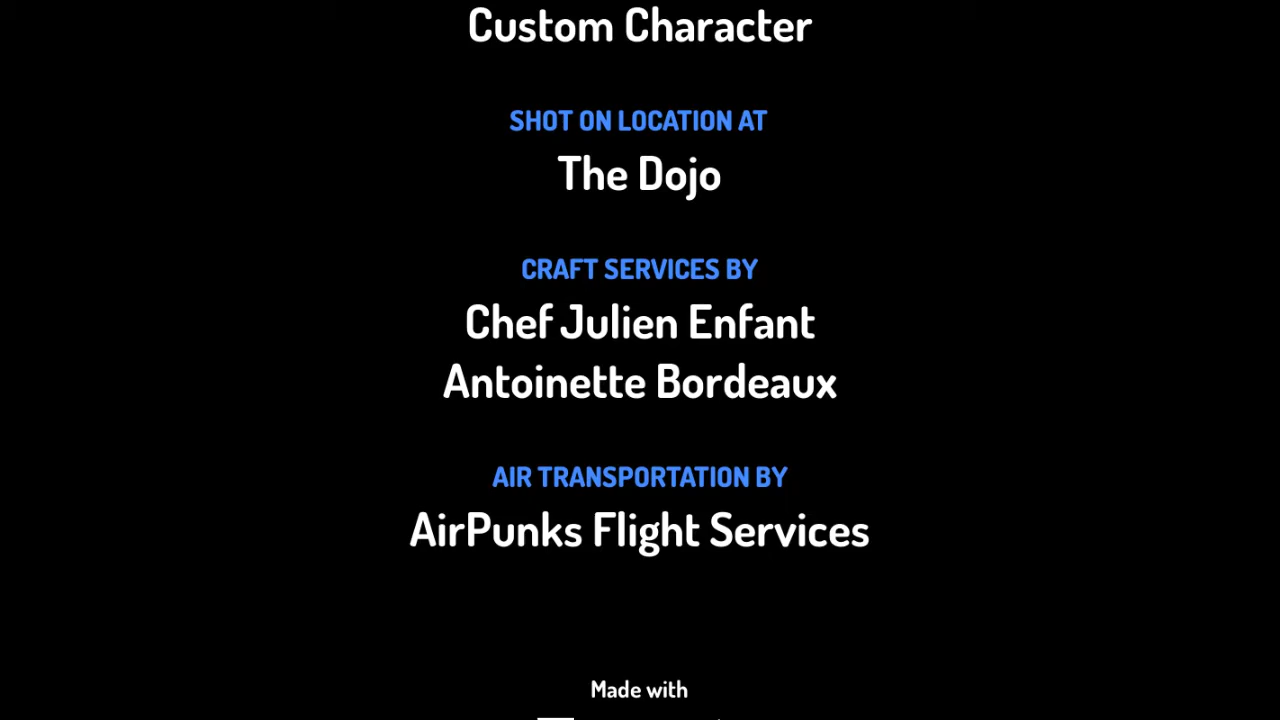 Custom Character
SHOT ON LOCATION AT
The Dojo
CRAFT SERVICES BY
Chef Julien Enfant
Antoinette Bordeaux
AIR TRANSPORTATION BY
AirPunks Flight Services
Made with